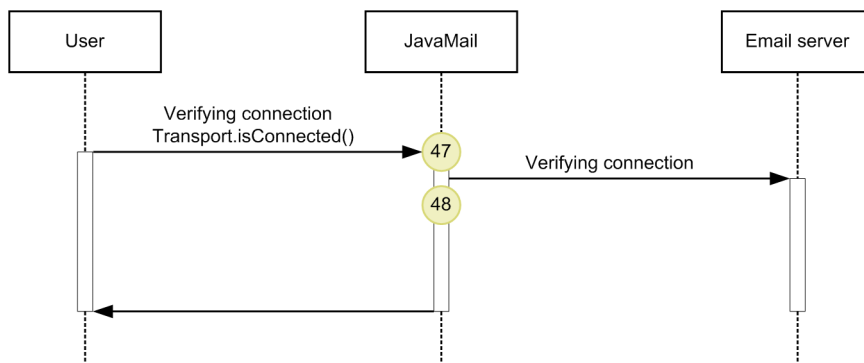 User
JavaMail
Email server
Verifying connection
Transport.isConnected()
47
Verifying connection
48